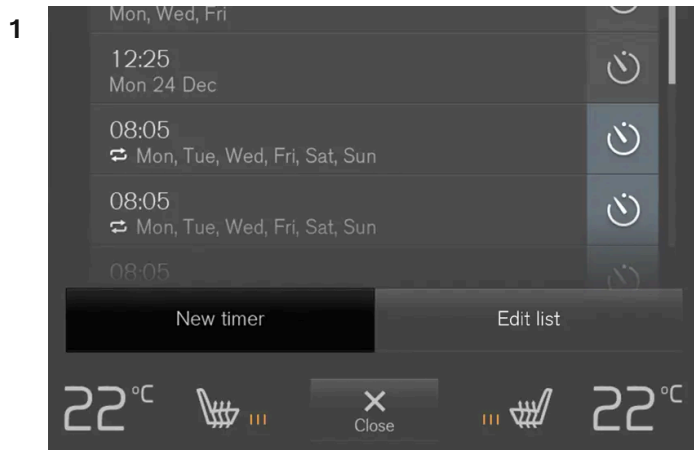 1
Mon, Wed, Fri
12:25
Mon 24 Dec
08:05
Mon, Tue, Wed, Fri, Sat, Sun
08:05
Mon, Tue, Wed, Fri, Sat, Sun
08:05
New timer
Edit list
22°C
Close
22°C